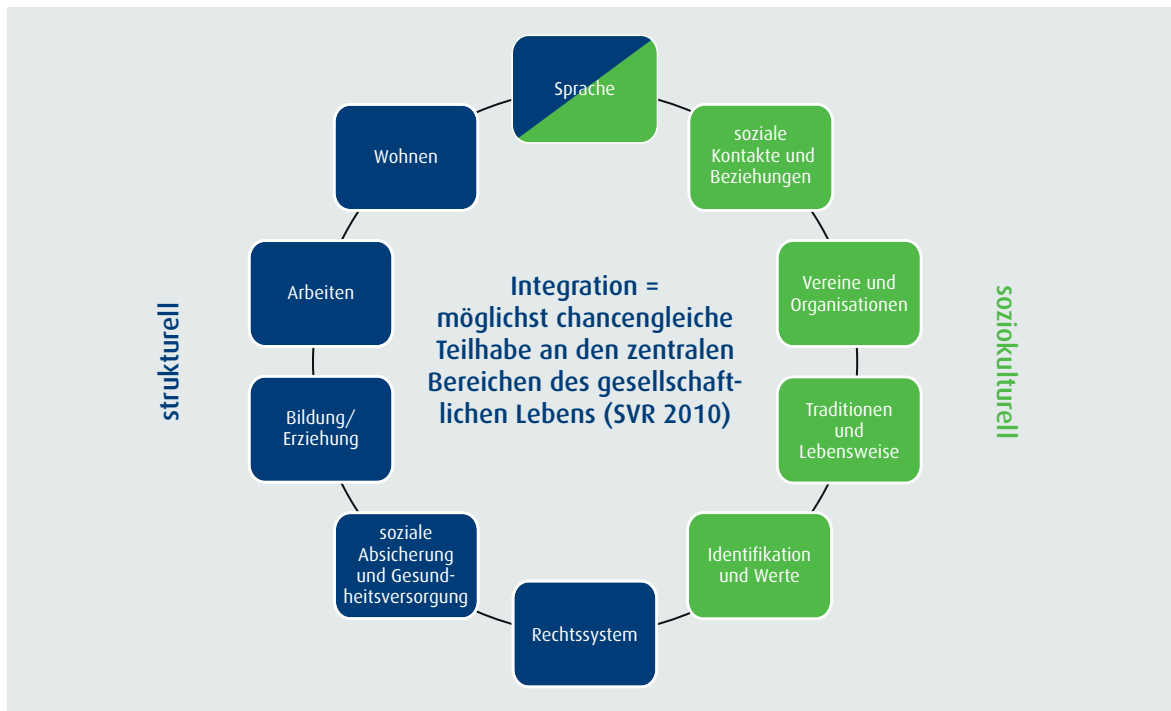 Sprache
soziale
Kontakte und
Beziehungen
Vereine und
Organisationen
Traditionen
und
Lebensweise
Identifikation
und Werte
Rechtssystem
soziale
Absicherung
und Gesund-
heitsversorgung
Bildung/
Erziehung
Arbeiten
Wohnen
Integration =
möglichst chancengleiche
Teilhabe an den zentralen
Bereichen des gesellschaft-
lichen Lebens (SVR 2010)
strukturell
soziokulturell